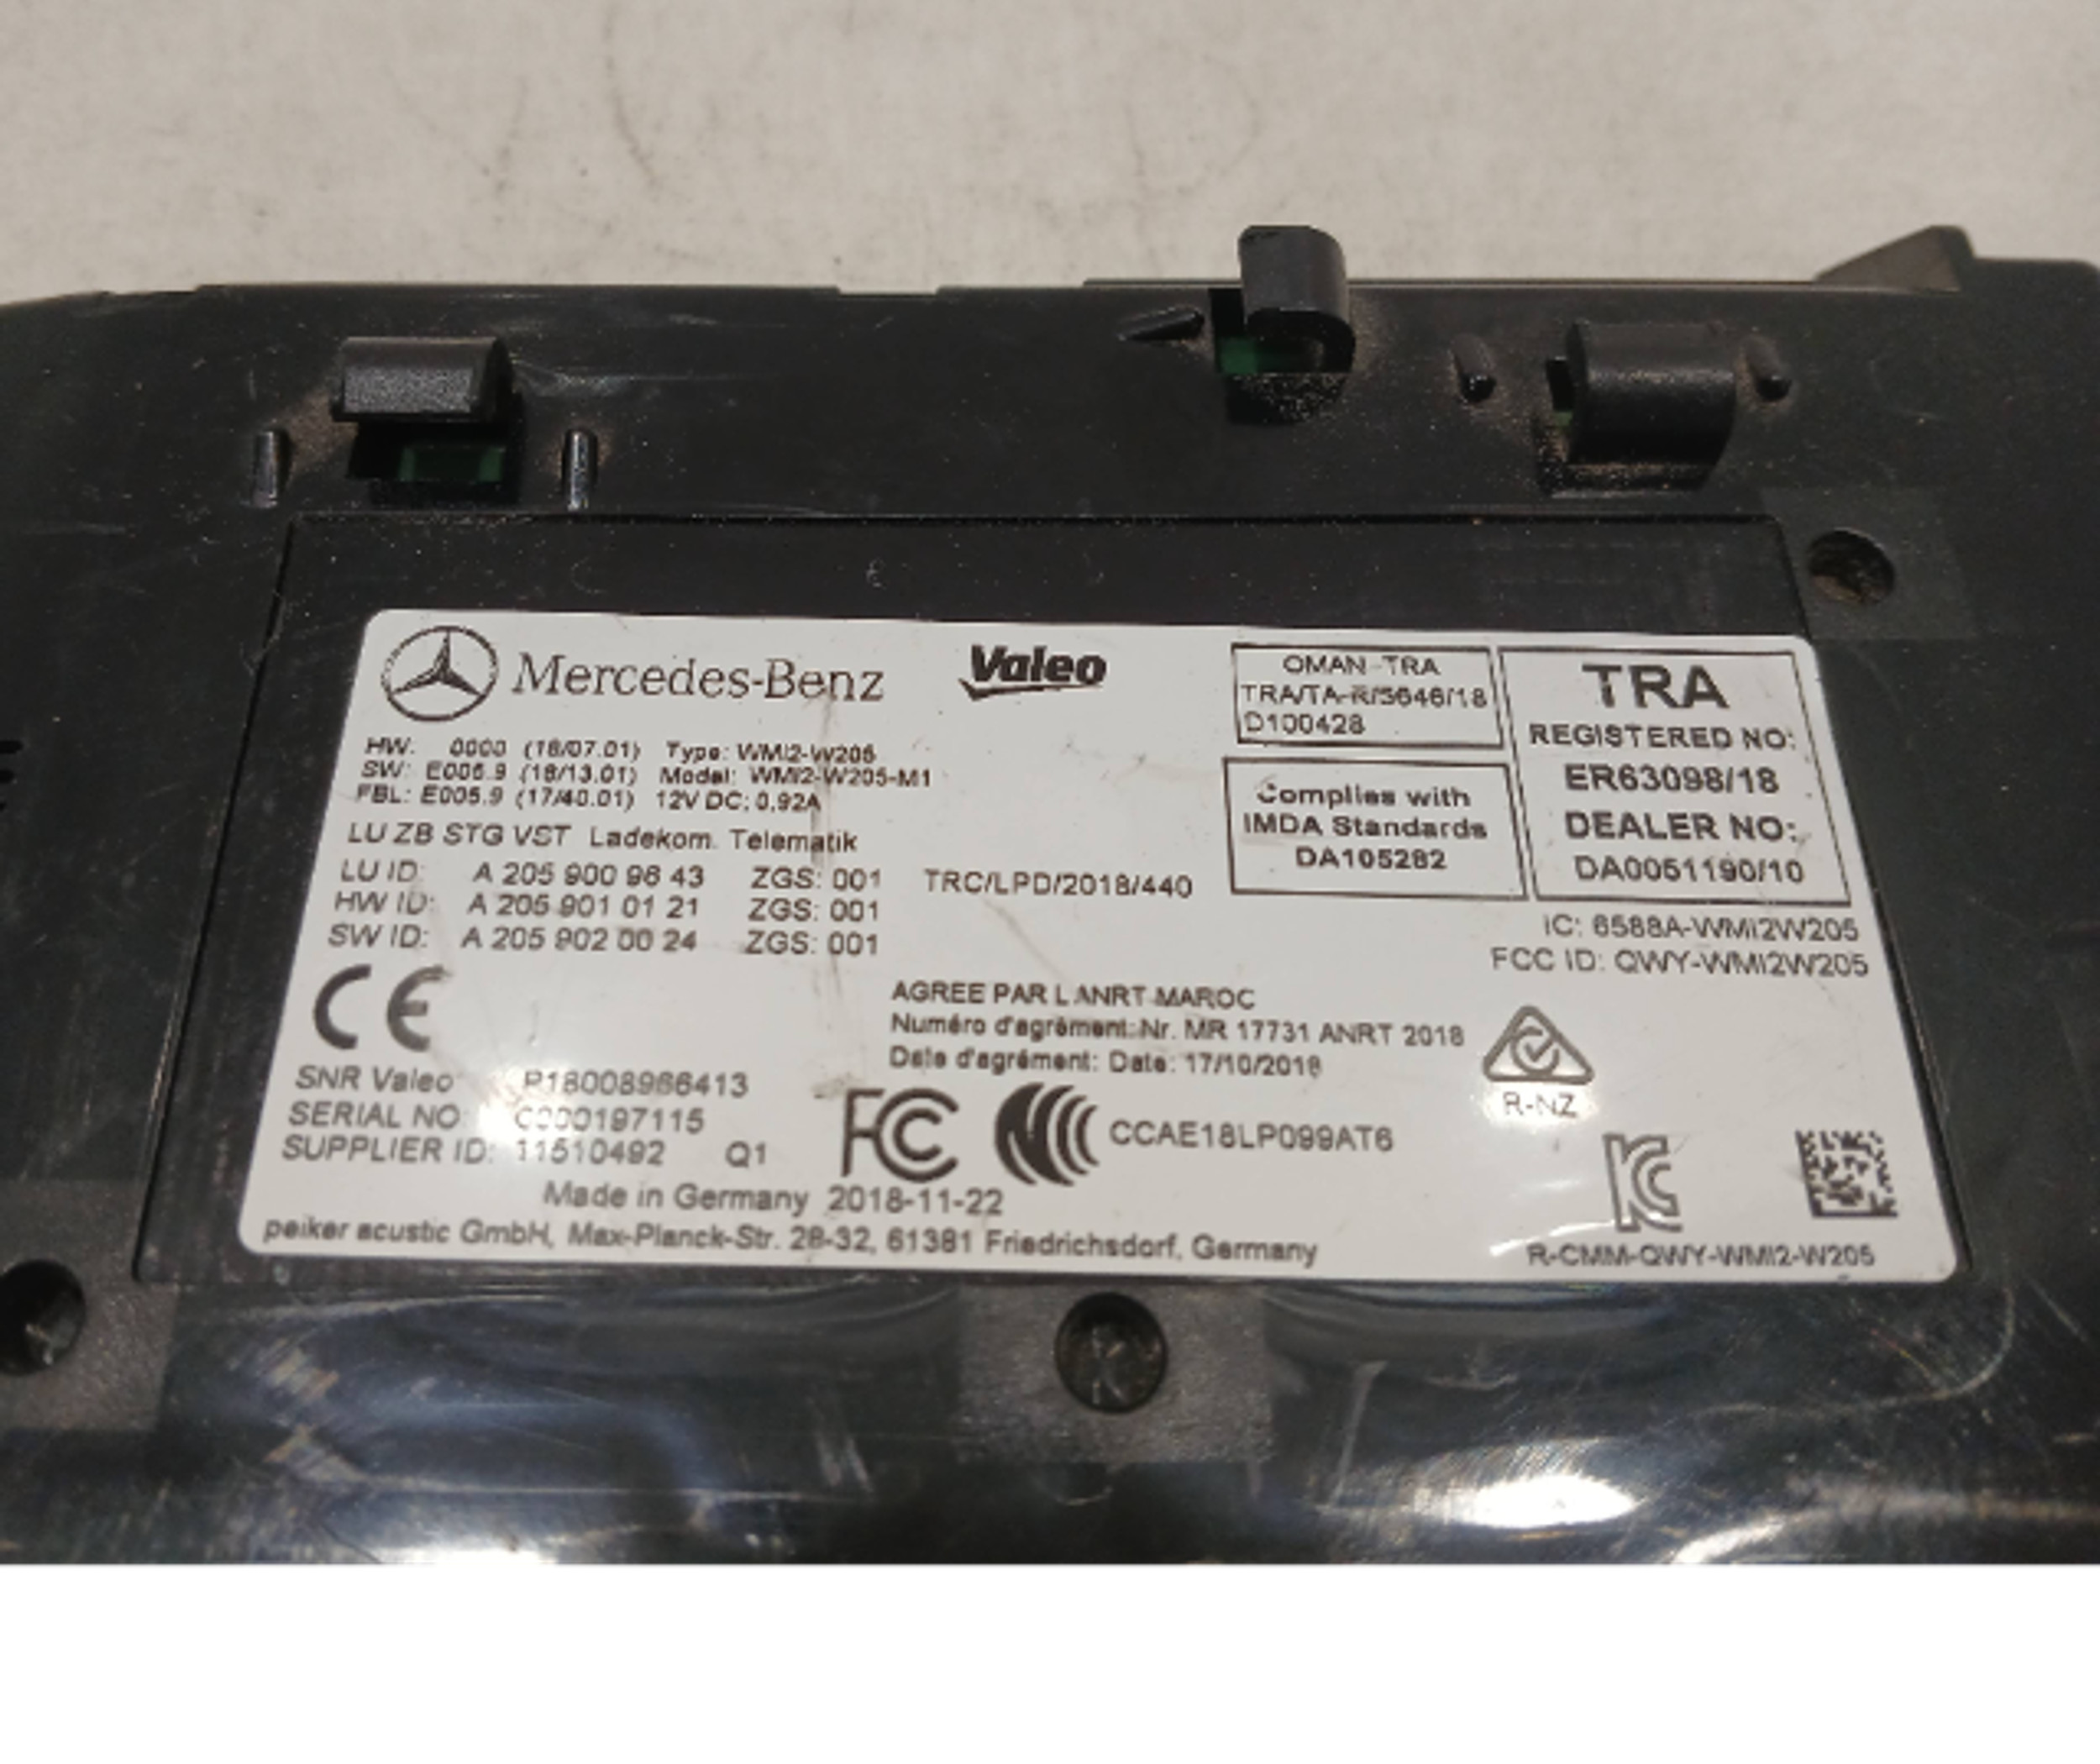 Mercedes-Benz
Valeo
HW: 0000 (18/07.01) Type: WMI2-W205
SW: E005.9 (18/13.01) Model: WMI2-W205-M1
FBL: E005.9 (17/40.01) 12V DC; 0,92A
LU ZB STG VST Ladekom. Telematik
LU ID: A 205 900 96 43 ZGS: 001
HW ID: A 205 901 01 21 ZGS: 001
SW ID: A 205 902 00 24 ZGS: 001
TRC/LPD/2018/440
OMAN-TRA
TRA/TA-R/5646/18
D100428
Complies with
IMDA Standards
DA105282
TRA
REGISTERED NO:
ER63098/18
DEALER NO:
DA0051190/10
IC: 6588A-WMI2W205
FCC ID: QWY-WMI2W205
CE
AGREE PAR L ANRT MAROC
Numéro d'agrément: Nr. MR 17731 ANRT 2018
Date d'agrément: Date: 17/10/2018
SNR Valeo
SERIAL NO:
SUPPLIER ID: 11510492 Q1
FC
CCAE18LP099AT6
R-NZ
Made in Germany 2018-11-22
peiker acustic GmbH, Max-Planck-Str. 28-32, 61381 Friedrichsdorf, Germany
KC
R-CMM-QWY-WMI2-W205